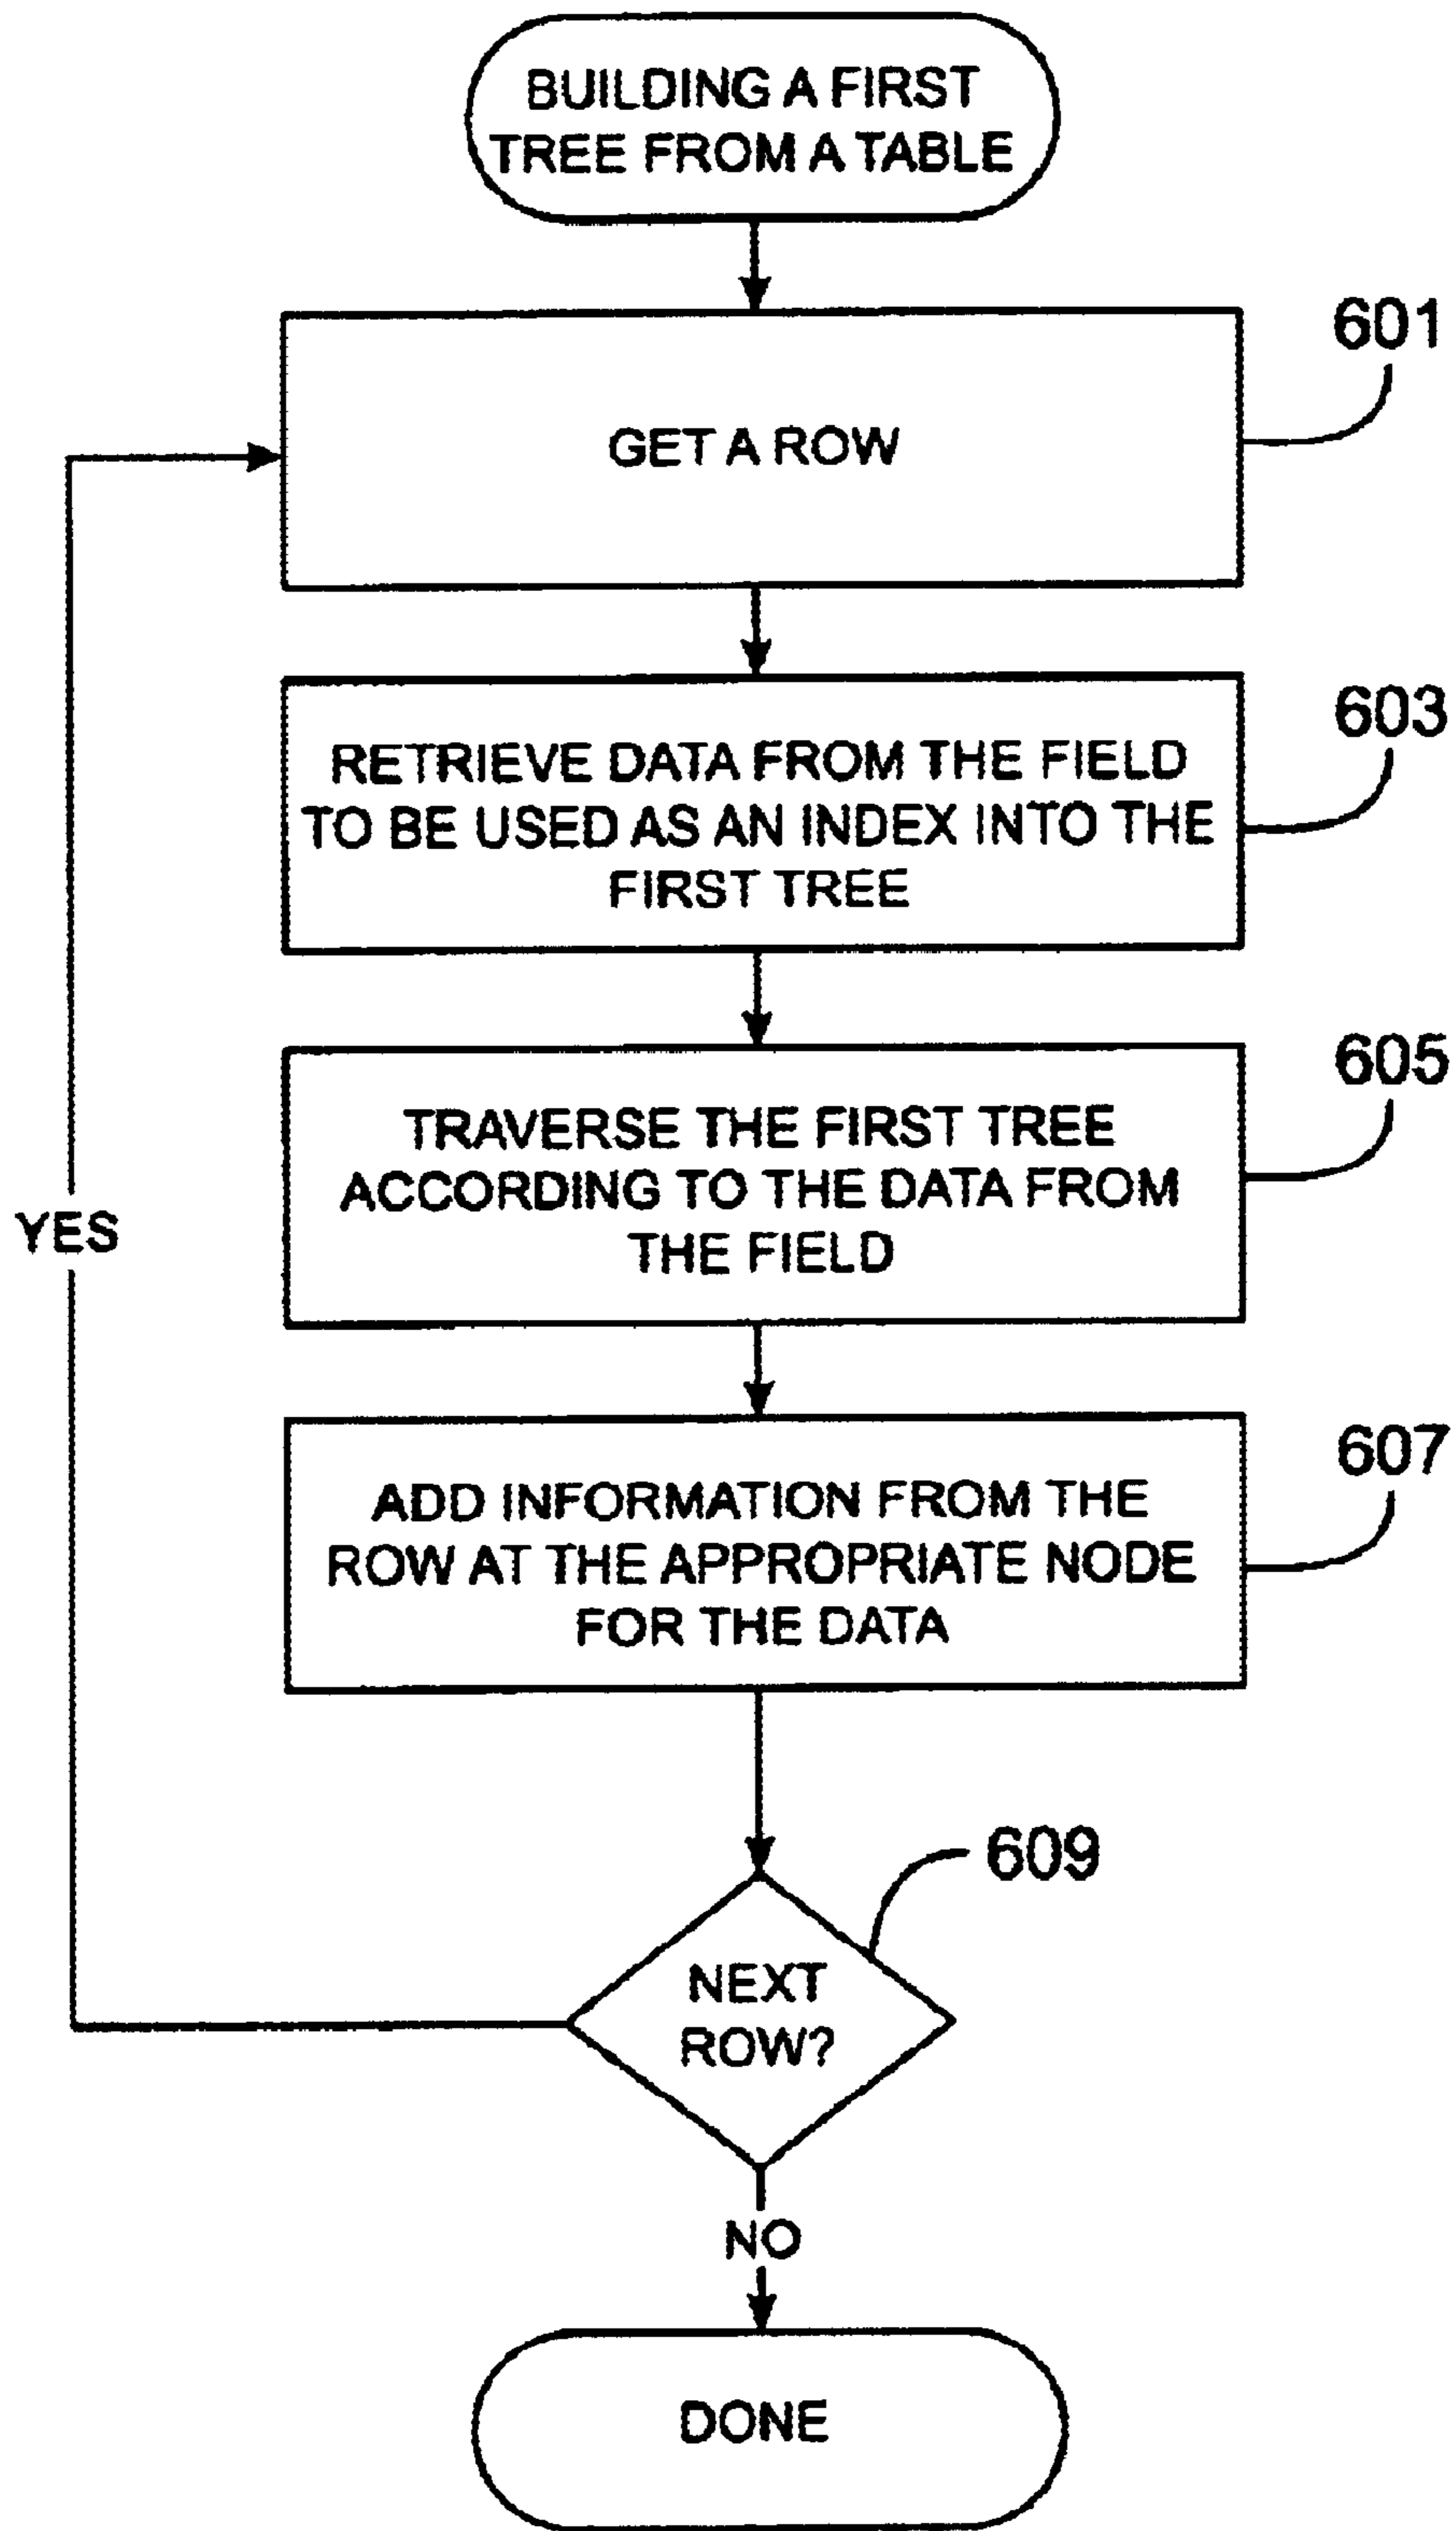 BUILDING A FIRST
TREE FROM A TABLE
601
GET A ROW
603
RETRIEVE DATA FROM THE FIELD
TO BE USED AS AN INDEX INTO THE
FIRST TREE
605
TRAVERSE THE FIRST TREE
ACCORDING TO THE DATA FROM
THE FIELD
YES
607
ADD INFORMATION FROM THE
ROW AT THE APPROPRIATE NODE
FOR THE DATA
609
NEXT
ROW?
NO
DONE